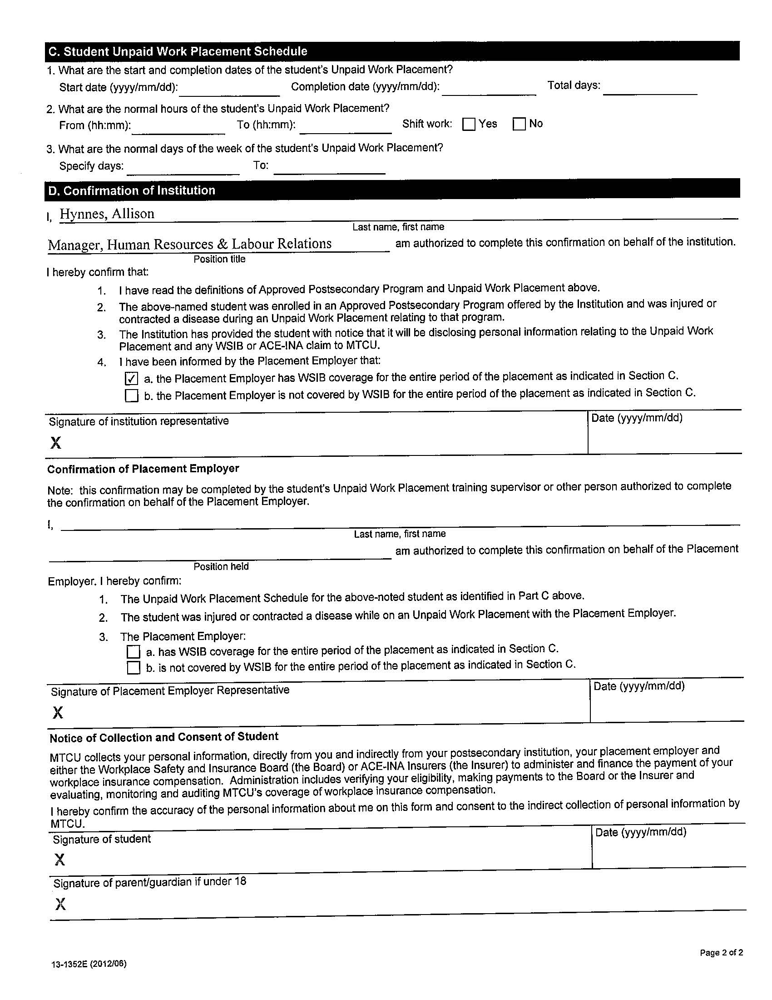 C. Student Unpaid Work Placement Schedule
1. What are the start and completion dates of the student's Unpaid Work Placement?
Start date (yyyy/mm/dd): Completion date (yyyy/mm/dd): Total days:
2. What are the normal hours of the student's Unpaid Work Placement?
From (hh:mm): To (hh:mm): Shift work: Yes No
3. What are the normal days of the week of the student's Unpaid Work Placement?
Specify days: To:
D. Confirmation of Institution
I, Hynnes, Allison
Last name, first name
Manager, Human Resources & Labour Relations am authorized to complete this confirmation on behalf of the institution.
Position title
I hereby confirm that:
1. I have read the definitions of Approved Postsecondary Program and Unpaid Work Placement above.
2. The above-named student was enrolled in an Approved Postsecondary Program offered by the Institution and was injured or
contracted a disease during an Unpaid Work Placement relating to that program.
3. The Institution has provided the student with notice that it will be disclosing personal information relating to the Unpaid Work
Placement and any WSIB or ACE-INA claim to MTCU.
4. I have been informed by the Placement Employer that:
✓ a. the Placement Employer has WSIB coverage for the entire period of the placement as indicated in Section C.
b. the Placement Employer is not covered by WSIB for the entire period of the placement as indicated in Section C.
Signature of institution representative Date (yyyy/mm/dd)
X
Confirmation of Placement Employer
Note: this confirmation may be completed by the student's Unpaid Work Placement training supervisor or other person authorized to complete
the confirmation on behalf of the Placement Employer.
I,
Last name, first name
am authorized to complete this confirmation on behalf of the Placement
Position held
Employer. I hereby confirm:
1. The Unpaid Work Placement Schedule for the above-noted student as identified in Part C above.
2. The student was injured or contracted a disease while on an Unpaid Work Placement with the Placement Employer.
3. The Placement Employer:
a. has WSIB coverage for the entire period of the placement as indicated in Section C.
b. is not covered by WSIB for the entire period of the placement as indicated in Section C.
Signature of Placement Employer Representative Date (yyyy/mm/dd)
X
Notice of Collection and Consent of Student
MTCU collects your personal information, directly from you and indirectly from your postsecondary institution, your placement employer and
either the Workplace Safety and Insurance Board (the Board) or ACE-INA Insurers (the Insurer) to administer and finance the payment of your
workplace insurance compensation. Administration includes verifying your eligibility, making payments to the Board or the Insurer and
evaluating, monitoring and auditing MTCU's coverage of workplace insurance compensation.
I hereby confirm the accuracy of the personal information about me on this form and consent to the indirect collection of personal information by
MTCU.
Signature of student Date (yyyy/mm/dd)
X
Signature of parent/guardian if under 18
X
Page 2 of 2
13-1352E (2012/06)